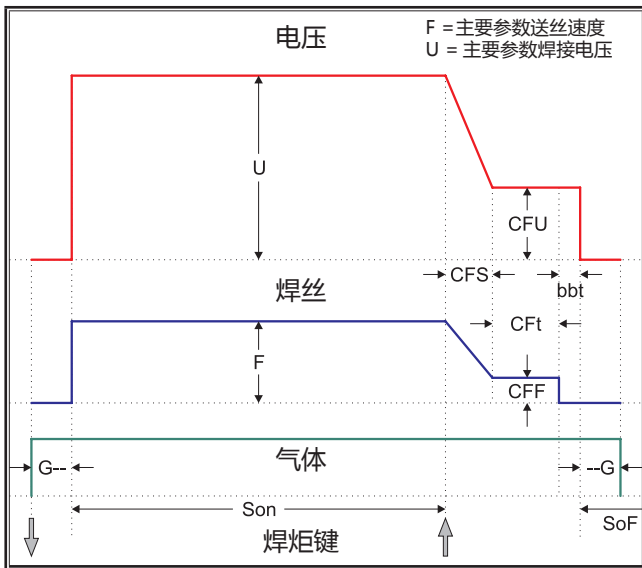 电压
F =主要参数送丝速度
U = 主要参数焊接电压
U
CFU
CFS
bbt
焊丝
CFt
F
CFF
气体
G--
--G
Son
SoF
焊炬键